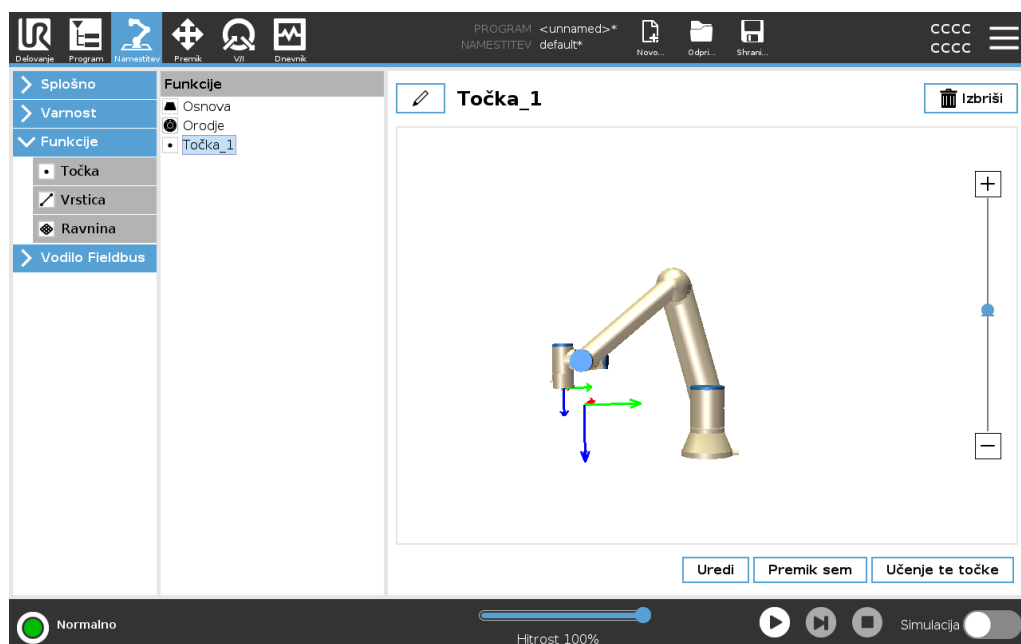 UR
PROGRAM <unnamed>*
NAMESTITEV default*
CCCC
CCCC
Delovanje Program Namestitev Premik V/I Dnevnik Novo... Odpri... Shrani...
Splošno
Varnost
Funkcije
Točka
Vrstica
Ravnina
Vodilo Fieldbus
Funkcije
Osnova
Orodje
Točka_1
Točka_1
Izbriši
Uredi Premik sem Učenje te točke
Normalno
Hitrost 100%
Simulacija